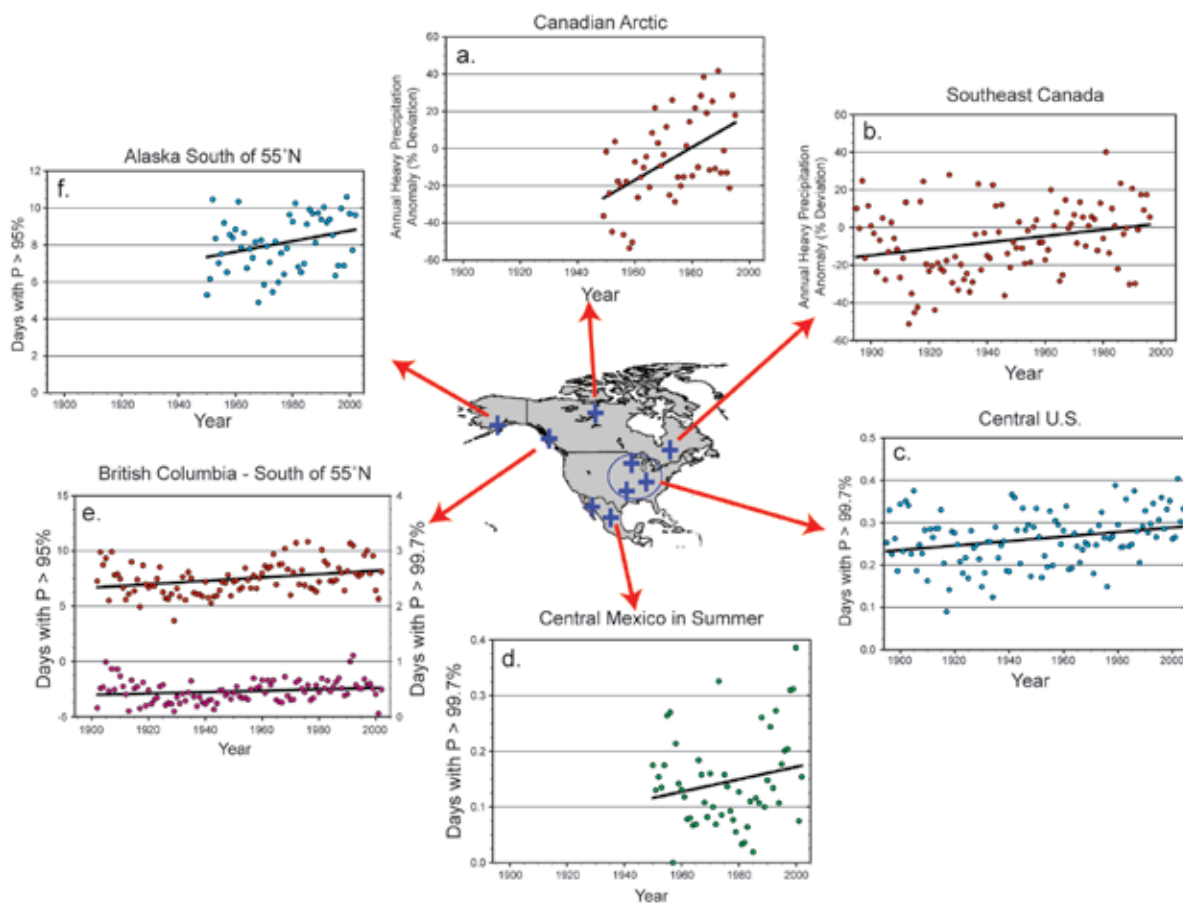 Canadian Arctic
a.
Annual Heavy Precipitation
Anomaly (% Deviation)
60
40
20
0
-20
-40
-60
1900 1920 1940 1960 1980 2000
Year
Southeast Canada
b.
Annual Heavy Precipitation
Anomaly (% Deviation)
60
40
20
0
-20
-40
-60
1900 1920 1940 1960 1980 2000
Year
Alaska South of 55˚N
f.
Days with P > 95%
12
10
8
6
4
2
0
1900 1920 1940 1960 1980 2000
Year
Central U.S.
c.
Days with P > 99.7%
0.5
0.4
0.3
0.2
0.1
0.0
1900 1920 1940 1960 1980 2000
Year
British Columbia - South of 55˚N
e.
Days with P > 95%
15
10
5
0
-5
Days with P > 99.7%
4
3
2
1
0
1900 1920 1940 1960 1980 2000
Year
Central Mexico in Summer
d.
Days with P > 99.7%
0.4
0.3
0.2
0.1
0.0
1900 1920 1940 1960 1980 2000
Year